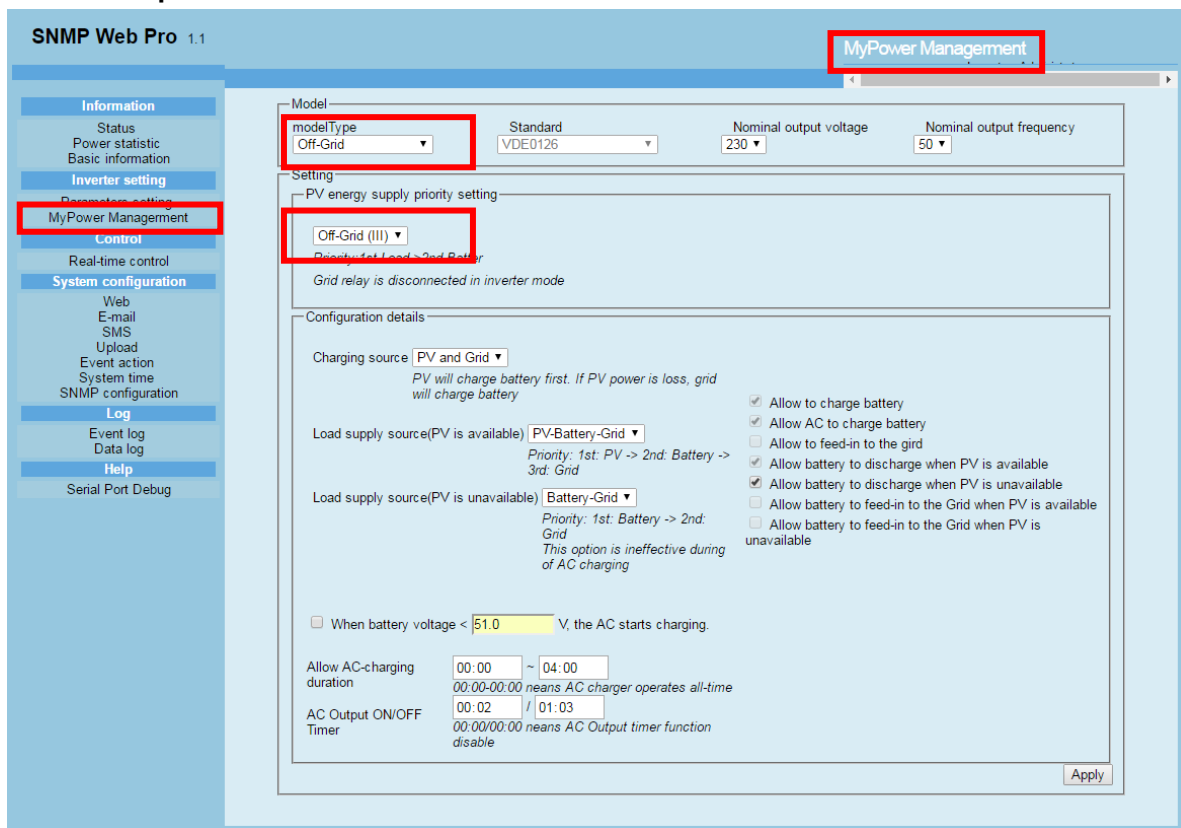 SNMP Web Pro 1.1
MyPower Managerment
Information
Status
Power statistic
Basic information
Inverter setting
Parameters setting
MyPower Management
Control
Real-time control
System configuration
Web
E-mail
SMS
Upload
Event action
System time
SNMP configuration
Log
Event log
Data log
Help
Serial Port Debug
Model
modelType Standard Nominal output voltage Nominal output frequency
Off-Grid VDE0126 230 50
Setting
PV energy supply priority setting
Off-Grid (III)
Priority:1st Load->2nd Batter
Grid relay is disconnected in inverter mode
Configuration details
Charging source PV and Grid
PV will charge battery first. If PV power is loss, grid
will charge battery
Load supply source(PV is available) PV-Battery-Grid
Priority: 1st: PV -> 2nd: Battery ->
3rd: Grid
Load supply source(PV is unavailable) Battery-Grid
Priority: 1st: Battery -> 2nd:
Grid
This option is ineffective during
of AC charging
Allow to charge battery
Allow AC to charge battery
Allow to feed-in to the gird
Allow battery to discharge when PV is available
Allow battery to discharge when PV is unavailable
Allow battery to feed-in to the Grid when PV is available
Allow battery to feed-in to the Grid when PV is
unavailable
When battery voltage < 51.0 V, the AC starts charging.
Allow AC-charging
duration
00:00 ~ 04:00
00:00-00:00 neans AC charger operates all-time
AC Output ON/OFF
Timer
00:02 / 01:03
00:00/00:00 neans AC Output timer function
disable
Apply